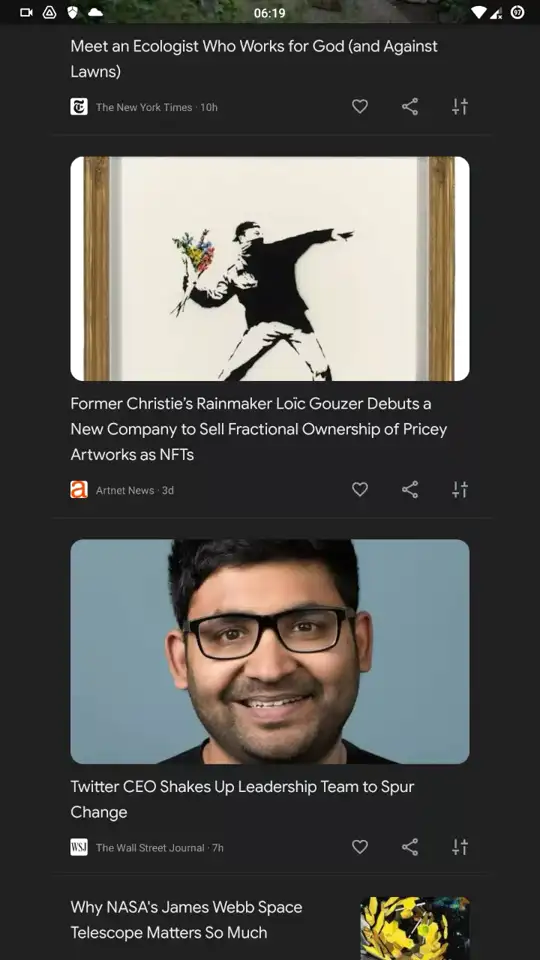 06:19
97
Meet an Ecologist Who Works for God (and Against
Lawns)
The New York Times · 10h
Former Christie’s Rainmaker Loïc Gouzer Debuts a
New Company to Sell Fractional Ownership of Pricey
Artworks as NFTs
a
Artnet News · 3d
Twitter CEO Shakes Up Leadership Team to Spur
Change
WSJ
The Wall Street Journal · 7h
Why NASA's James Webb Space
Telescope Matters So Much